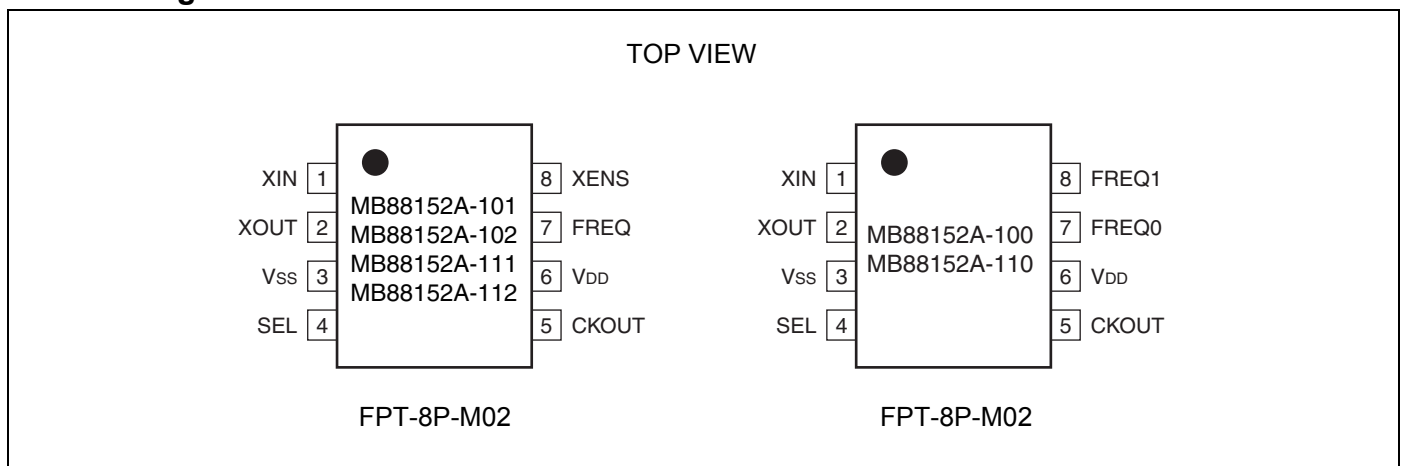 TOP VIEW
XIN 1
XOUT 2
Vss 3
SEL 4
MB88152A-101
MB88152A-102
MB88152A-111
MB88152A-112
8 XENS
7 FREQ
6 VDD
5 CKOUT
FPT-8P-M02
XIN 1
XOUT 2
Vss 3
SEL 4
MB88152A-100
MB88152A-110
8 FREQ1
7 FREQ0
6 VDD
5 CKOUT
FPT-8P-M02